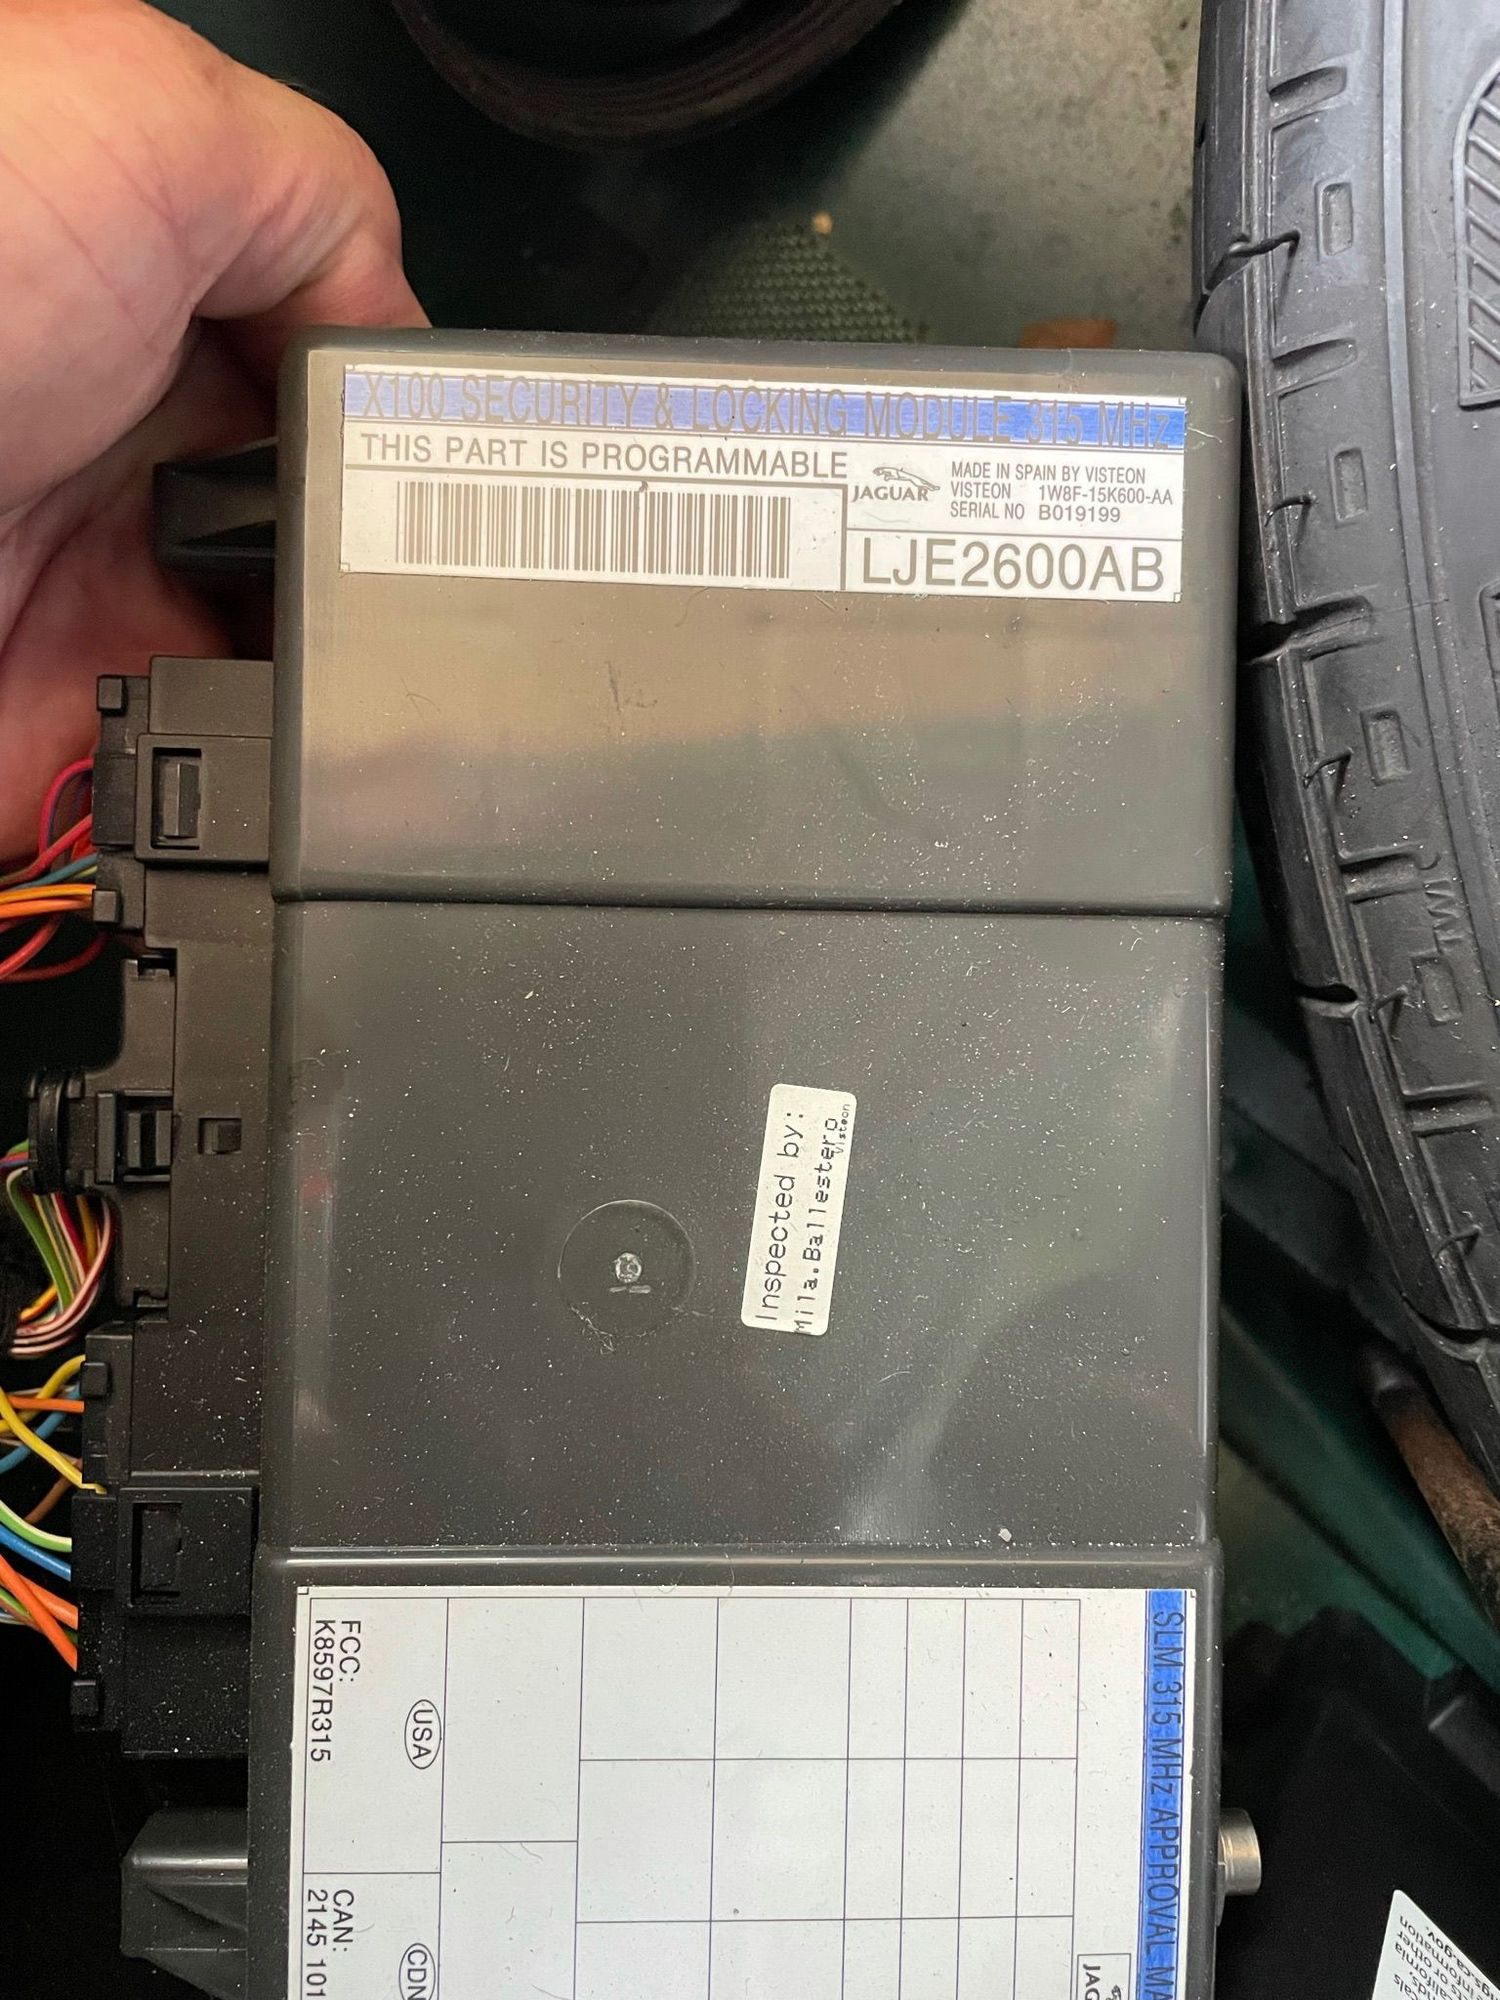 X100 SECURITY & LOCKING MODULE 315 MHz
THIS PART IS PROGRAMMABLE
JAGUAR
MADE IN SPAIN BY VISTEON
VISTEON 1W8F-15K600-AA
SERIAL NO B019199
LJE2600AB
Inspected by:
Mila.Ballestero
Visteon
SLM 315 MHz APPROVAL MA
JAG
USA
FCC:
K8597R315
CDN
CAN:
2145 101
TWI